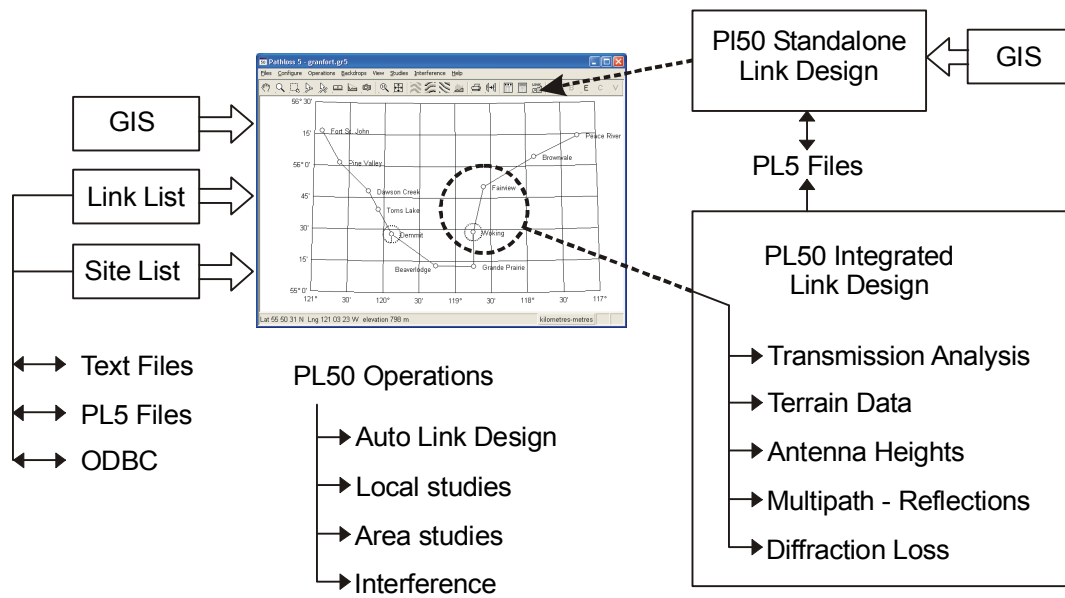 GIS
Link List
Site List
Text Files
PL5 Files
ODBC
Pathloss 5 - granfort.gr5
Files Configure Operations Backdrops View Studies Interference Help
E C V
56° 30'
15'
56° 0'
45'
30'
15'
55° 0'
121° 30' 120° 30' 119° 30' 118° 30' 117°
Fort St. John
Pine Valley
Dawson Creek
Toms Lake
Demmit
Beaverlodge
Grande Prairie
Woking
Fairview
Brownvale
Peace River
Lat 55 50 31 N Lng 121 03 23 W elevation 798 m
kilometres-metres
PL50 Operations
Auto Link Design
Local studies
Area studies
Interference
Pl50 Standalone
Link Design
GIS
PL5 Files
PL50 Integrated
Link Design
Transmission Analysis
Terrain Data
Antenna Heights
Multipath - Reflections
Diffraction Loss